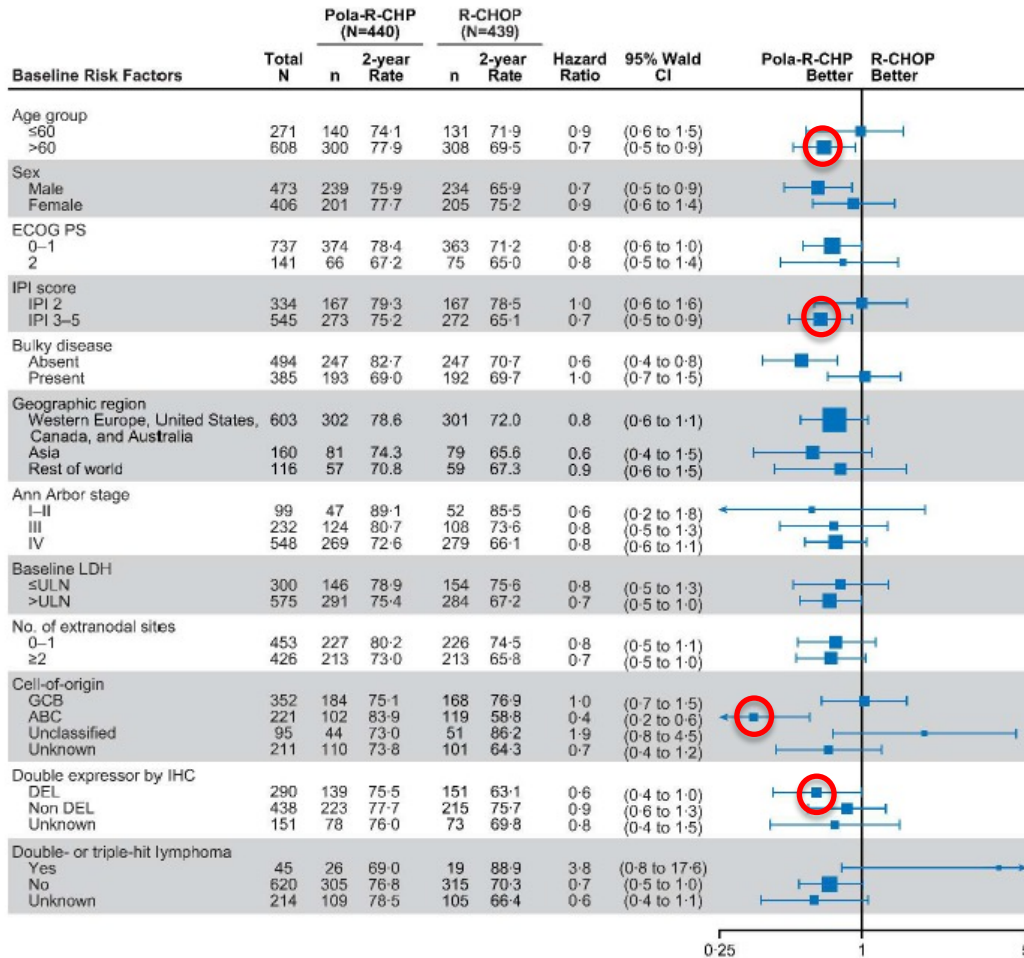 Pola-R-CHP (N=440) R-CHOP (N=439)
Baseline Risk Factors Total N n 2-year Rate n 2-year Rate Hazard Ratio 95% Wald CI Pola-R-CHP Better R-CHOP Better
Age group
≤60 271 140 74·1 131 71·9 0·9 (0·6 to 1·5)
>60 608 300 77·9 308 69·5 0·7 (0·5 to 0·9)
Sex
Male 473 239 75·9 234 65·9 0·7 (0·5 to 0·9)
Female 406 201 77·7 205 75·2 0·9 (0·6 to 1·4)
ECOG PS
0–1 737 374 78·4 363 71·2 0·8 (0·6 to 1·0)
2 141 66 67·2 75 65·0 0·8 (0·5 to 1·4)
IPI score
IPI 2 334 167 79·3 167 78·5 1·0 (0·6 to 1·6)
IPI 3–5 545 273 75·2 272 65·1 0·7 (0·5 to 0·9)
Bulky disease
Absent 494 247 82·7 247 70·7 0·6 (0·4 to 0·8)
Present 385 193 69·0 192 69·7 1·0 (0·7 to 1·5)
Geographic region
Western Europe, United States, 603 302 78·6 301 72·0 0·8 (0·6 to 1·1)
Canada, and Australia
Asia 160 81 74·3 79 65·6 0·6 (0·4 to 1·5)
Rest of world 116 57 70·8 59 67·3 0·9 (0·6 to 1·5)
Ann Arbor stage
I–II 99 47 89·1 52 85·5 0·6 (0·2 to 1·8)
III 232 124 80·7 108 73·6 0·8 (0·5 to 1·3)
IV 548 269 72·6 279 66·1 0·8 (0·6 to 1·1)
Baseline LDH
≤ULN 300 146 78·9 154 75·6 0·8 (0·5 to 1·3)
>ULN 575 291 75·4 284 67·2 0·7 (0·5 to 1·0)
No. of extranodal sites
0–1 453 227 80·2 226 74·5 0·8 (0·5 to 1·1)
≥2 426 213 73·0 213 65·8 0·7 (0·5 to 1·0)
Cell-of-origin
GCB 352 184 75·1 168 76·9 1·0 (0·7 to 1·5)
ABC 221 102 83·9 119 58·8 0·4 (0·2 to 0·6)
Unclassified 95 44 73·0 51 86·2 1·9 (0·8 to 4·5)
Unknown 211 110 73·8 101 64·3 0·7 (0·4 to 1·2)
Double expressor by IHC
DEL 290 139 75·5 151 63·1 0·6 (0·4 to 1·0)
Non DEL 438 223 77·7 215 75·7 0·9 (0·6 to 1·3)
Unknown 151 78 76·0 73 69·8 0·8 (0·4 to 1·5)
Double- or triple-hit lymphoma
Yes 45 26 69·0 19 88·9 3·8 (0·8 to 17·6)
No 620 305 76·8 315 70·3 0·7 (0·5 to 1·0)
Unknown 214 109 78·5 105 66·4 0·6 (0·4 to 1·1)
0·25 1